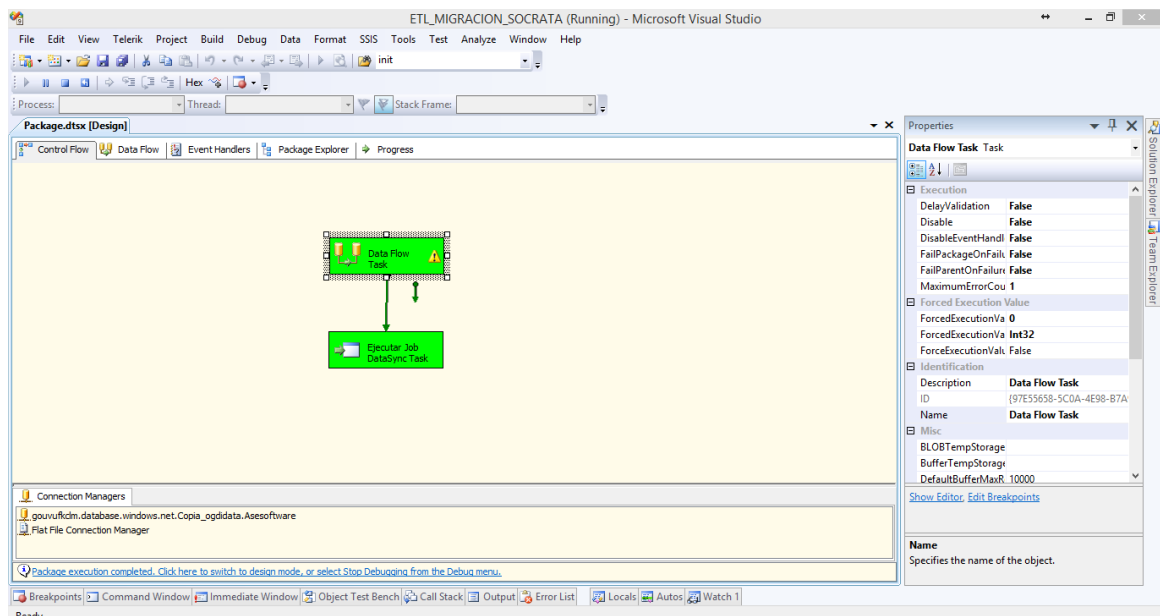 ETL_MIGRACION_SOCRATA (Running) - Microsoft Visual Studio
File Edit View Telerik Project Build Debug Data Format SSIS Tools Test Analyze Window Help
init
Hex
Process: Thread: Stack Frame:
Package.dtsx [Design]
Control Flow Data Flow Event Handlers Package Explorer Progress
Data Flow
Task
Ejecutar Job
DataSync Task
Connection Managers
gouvufkdm.database.windows.net.Copia_ogdidata.Asesoftware
Flat File Connection Manager
Package execution completed. Click here to switch to design mode, or select Stop Debugging from the Debug menu.
Properties
Data Flow Task Task
Execution
DelayValidation False
Disable False
DisableEventHandl False
FailPackageOnFailu False
FailParentOnFailure False
MaximumErrorCou 1
Forced Execution Value
ForcedExecutionVa 0
ForcedExecutionVa Int32
ForceExecutionValu False
Identification
Description Data Flow Task
ID {97E55658-5C0A-4E98-B7A
Name Data Flow Task
Misc
BLOBTempStorage
BufferTempStorage
DefaultBufferMaxR 10000
Show Editor, Edit Breakpoints
Name
Specifies the name of the object.
Solution Explorer
Team Explorer
Breakpoints Command Window Immediate Window Object Test Bench Call Stack Output Error List Locals Autos Watch 1
Ready